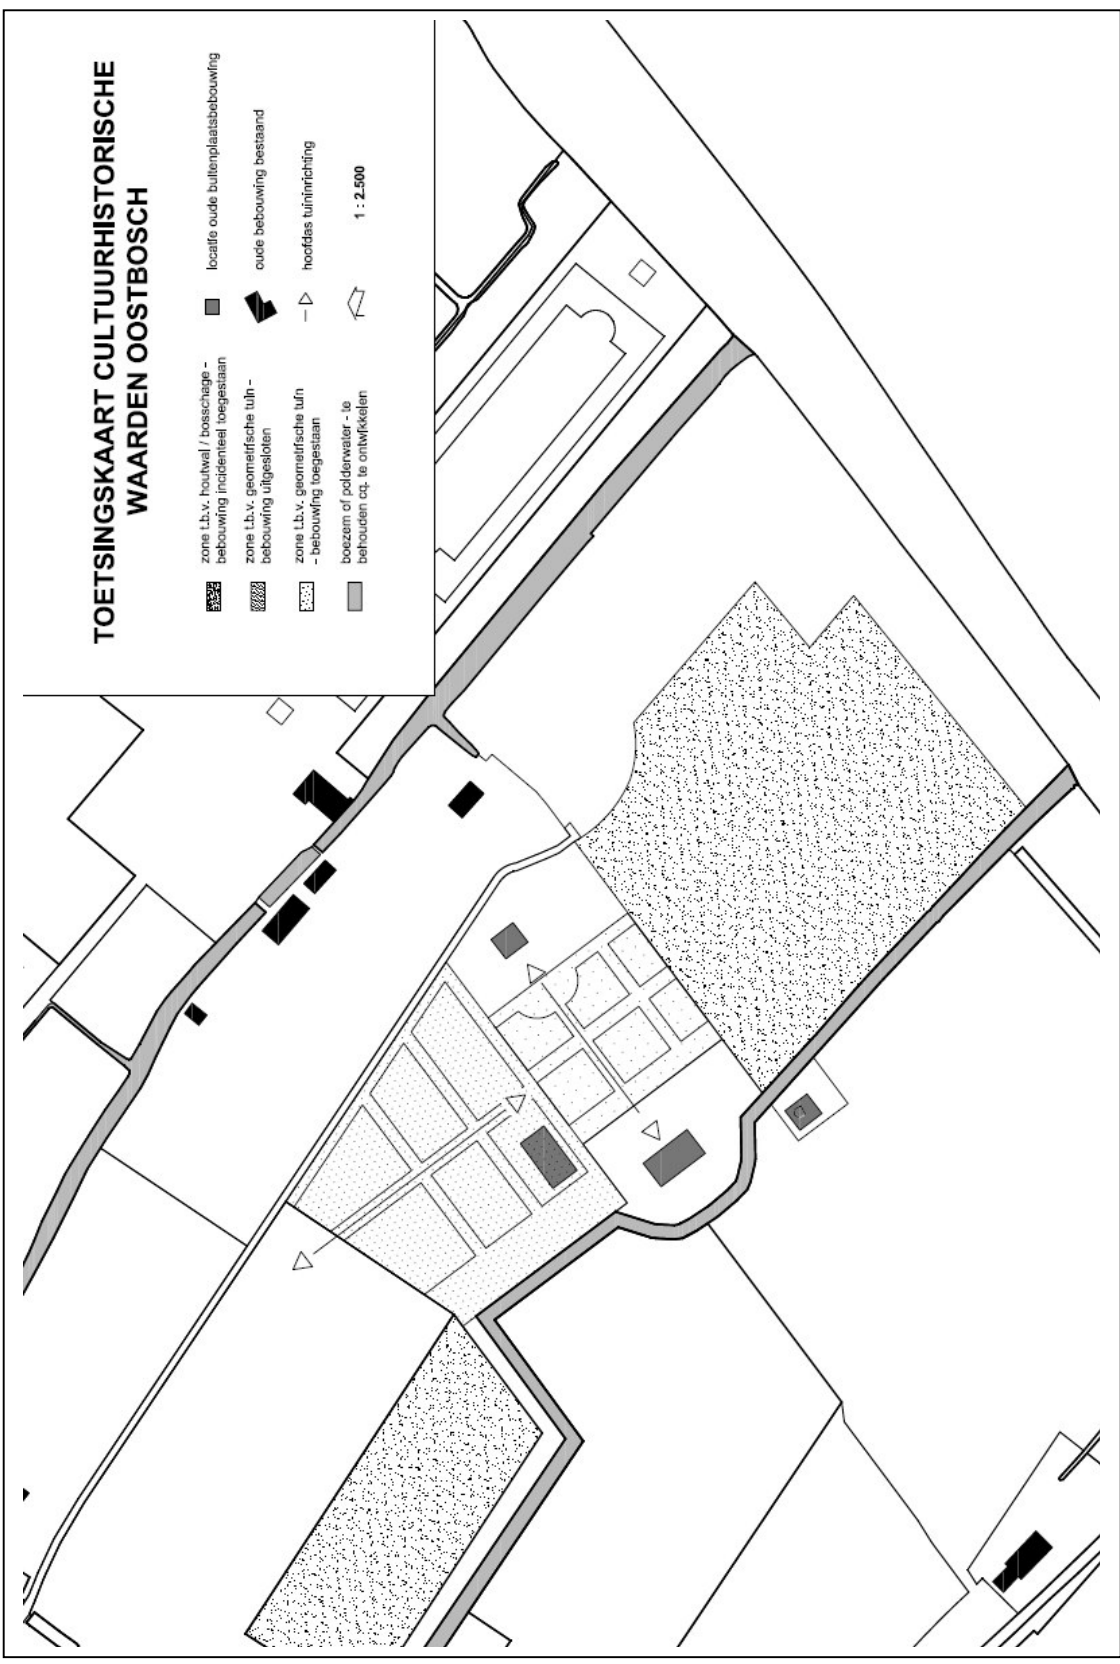 TOETSINGSKAART CULTUURHISTORISCHE
WAARDEN OOSTBOSCH
zone t.b.v. houtwal / bosschage -
bebouwing incidenteel toegestaan
zone t.b.v. geometrische tuin -
bebouwing uitgesloten
zone t.b.v. geometrische tuin
- bebouwing toegestaan
boezem of polderwater - te
behouden cq. te ontwikkelen
locatie oude buitenplaatsbebouwing
oude bebouwing bestaand
hoofdas tuininrichting
1 : 2.500